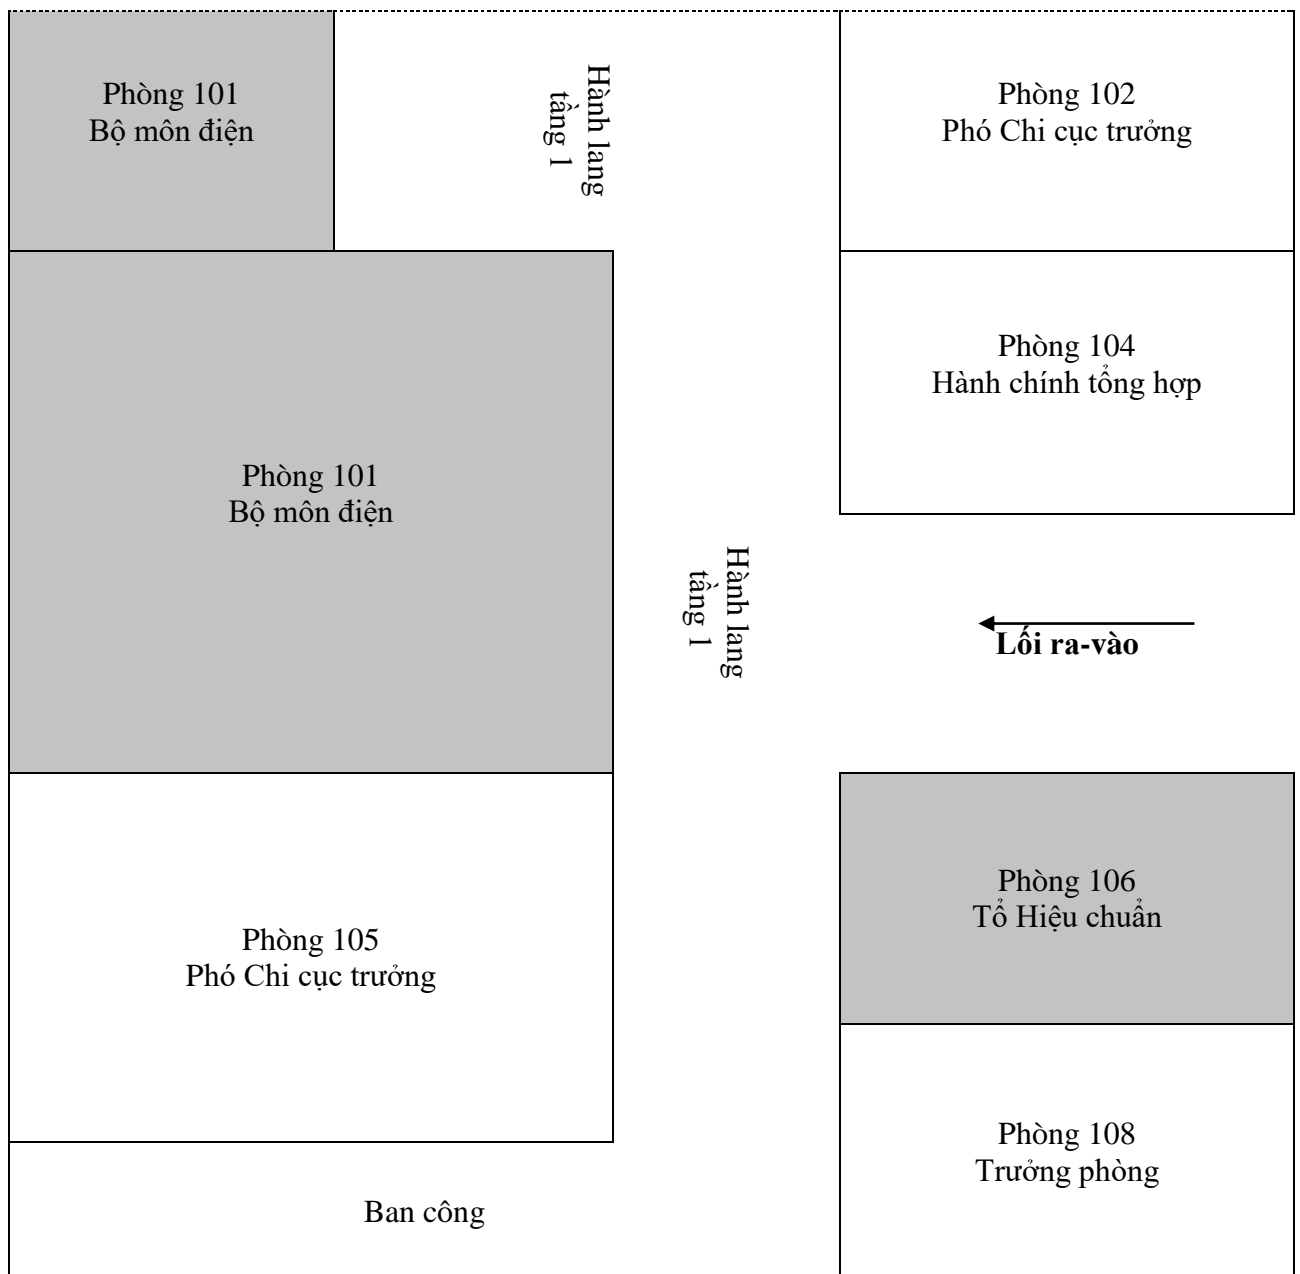 Phòng 101
Bộ môn điện
Hành lang
tầng 1
Phòng 102
Phó Chi cục trưởng
Phòng 104
Hành chính tổng hợp
Phòng 101
Bộ môn điện
Hành lang
tầng 1
Lối ra-vào
Phòng 106
Tổ Hiệu chuẩn
Phòng 105
Phó Chi cục trưởng
Phòng 108
Trưởng phòng
Ban công